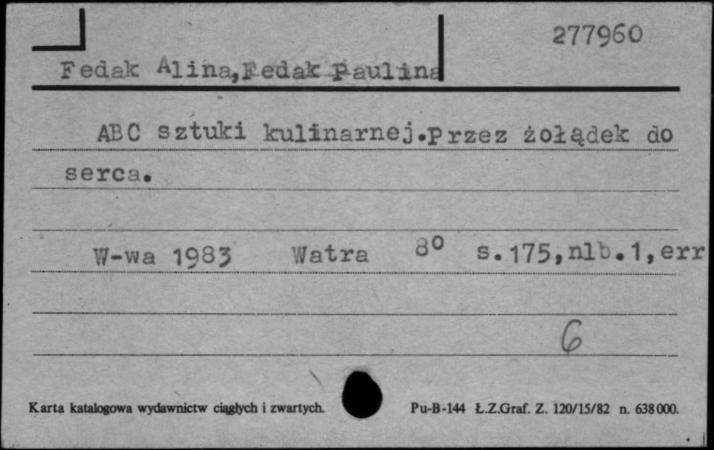 277960
Fedak Alina,Fedak Paulina
ABC sztuki kulinarnej.Przez żołądek do
serca.
W-wa 1983 Watra 8° s.175,nlb.1,err
6
Karta katalogowa wydawnictw ciągłych i zwartych. Pu-B-144 Ł.Z.Graf. Z. 120/15/82 n. 638000.